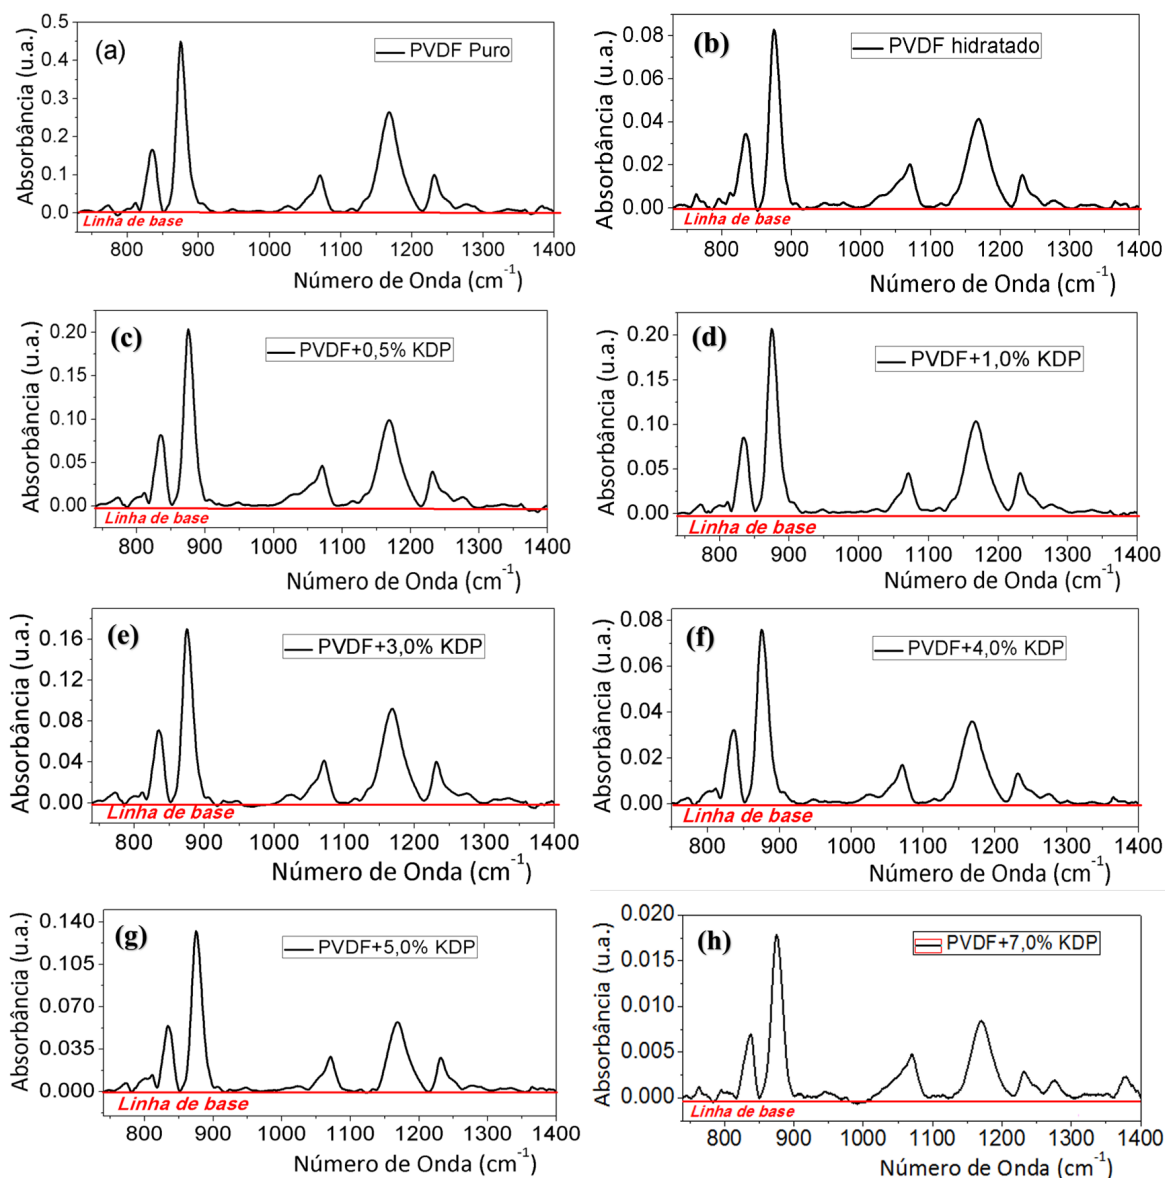 (a)
PVDF Puro
Absorbância (u.a.)
0.5
0.4
0.3
0.2
0.1
0.0
Linha de base
800 900 1000 1100 1200 1300 1400
Número de Onda (cm⁻¹)
(b)
PVDF hidratado
Absorbância (u.a.)
0.08
0.06
0.04
0.02
0.00
Linha de base
800 900 1000 1100 1200 1300 1400
Número de Onda (cm⁻¹)
(c)
PVDF+0,5% KDP
Absorbância (u.a.)
0.20
0.15
0.10
0.05
0.00
Linha de base
800 900 1000 1100 1200 1300 1400
Número de Onda (cm⁻¹)
(d)
PVDF+1,0% KDP
Absorbância (u.a.)
0.20
0.15
0.10
0.05
0.00
Linha de base
800 900 1000 1100 1200 1300 1400
Número de Onda (cm⁻¹)
(e)
PVDF+3,0% KDP
Absorbância (u.a.)
0.16
0.12
0.08
0.04
0.00
Linha de base
800 900 1000 1100 1200 1300 1400
Número de Onda (cm⁻¹)
(f)
PVDF+4,0% KDP
Absorbância (u.a.)
0.08
0.06
0.04
0.02
0.00
Linha de base
800 900 1000 1100 1200 1300 1400
Número de Onda (cm⁻¹)
(g)
PVDF+5,0% KDP
Absorbância (u.a.)
0.140
0.105
0.070
0.035
0.000
Linha de base
800 900 1000 1100 1200 1300 1400
Número de Onda (cm⁻¹)
(h)
PVDF+7,0% KDP
Absorbância (u.a.)
0.020
0.015
0.010
0.005
0.000
Linha de base
800 900 1000 1100 1200 1300 1400
Número de Onda (cm⁻¹)